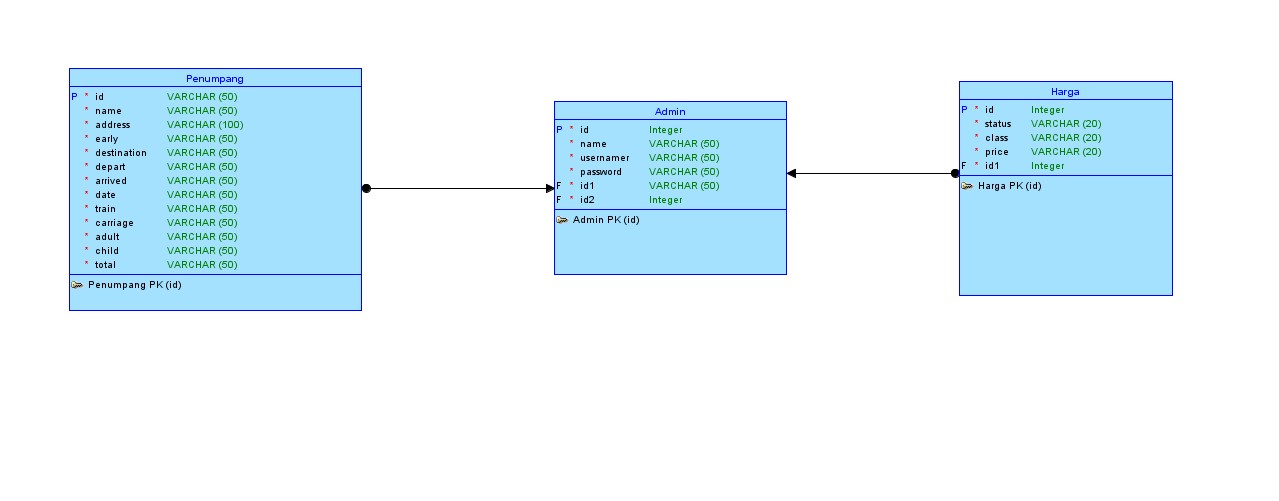 Penumpang
P * id VARCHAR (50)
* name VARCHAR (50)
* address VARCHAR (100)
* early VARCHAR (50)
* destination VARCHAR (50)
* depart VARCHAR (50)
* arrived VARCHAR (50)
* date VARCHAR (50)
* train VARCHAR (50)
* carriage VARCHAR (50)
* adult VARCHAR (50)
* child VARCHAR (50)
* total VARCHAR (50)
Penumpang PK (id)
Admin
P * id Integer
* name VARCHAR (50)
* usernamer VARCHAR (50)
* password VARCHAR (50)
F * id1 VARCHAR (50)
F * id2 Integer
Admin PK (id)
Harga
P * id Integer
* status VARCHAR (20)
* class VARCHAR (20)
* price VARCHAR (20)
F * id1 Integer
Harga PK (id)